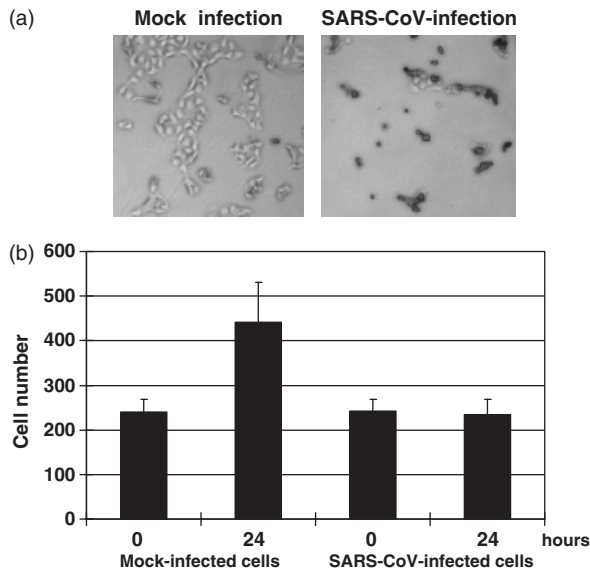 (a)
Mock infection
SARS-CoV-infection
(b)
Cell number
600
500
400
300
200
100
0
0
24
0
24
hours
Mock-infected cells
SARS-CoV-infected cells